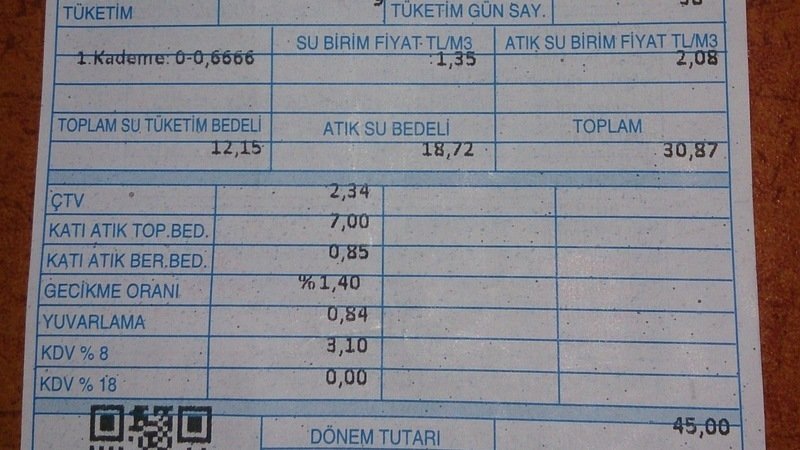 TÜKETİM 9 TÜKETİM GÜN SAY.
SU BİRİM FİYAT TL/M3 ATIK SU BİRİM FİYAT TL/M3
1.Kademe: 0-0,6666 1,35 2,08
TOPLAM SU TÜKETİM BEDELİ ATIK SU BEDELİ TOPLAM
12,15 18,72 30,87
ÇTV 2,34
KATI ATIK TOP.BED. 7,00
KATI ATIK BER.BED. 0,85
GECİKME ORANI %1,40
YUVARLAMA 0,84
KDV % 8 3,10
KDV % 18 0,00
DÖNEM TUTARI 45,00